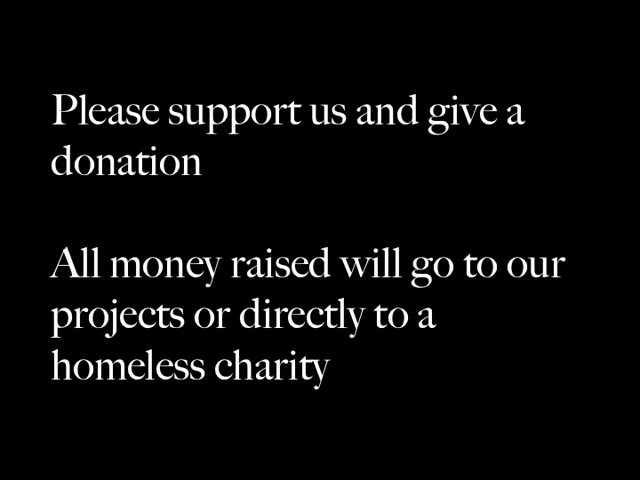 Please support us and give a
donation
All money raised will go to our
projects or directly to a
homeless charity